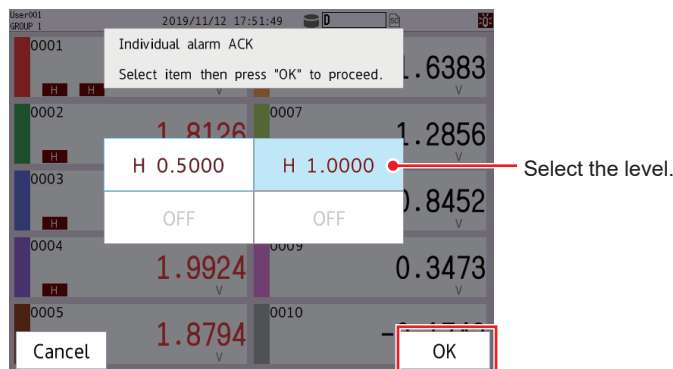 User001
GROUP 1
2019/11/12 17:51:49
D
SD
0001
Individual alarm ACK
Select item then press "OK" to proceed.
.6383
H H
V
V
0002
1.8126
0007
1.2856
H
V
H 0.5000
H 1.0000
Select the level.
0003
.8452
OFF
OFF
H
V
0004
1.9924
0009
0.3473
H
V
V
0005
1.8794
0010
V
Cancel
OK